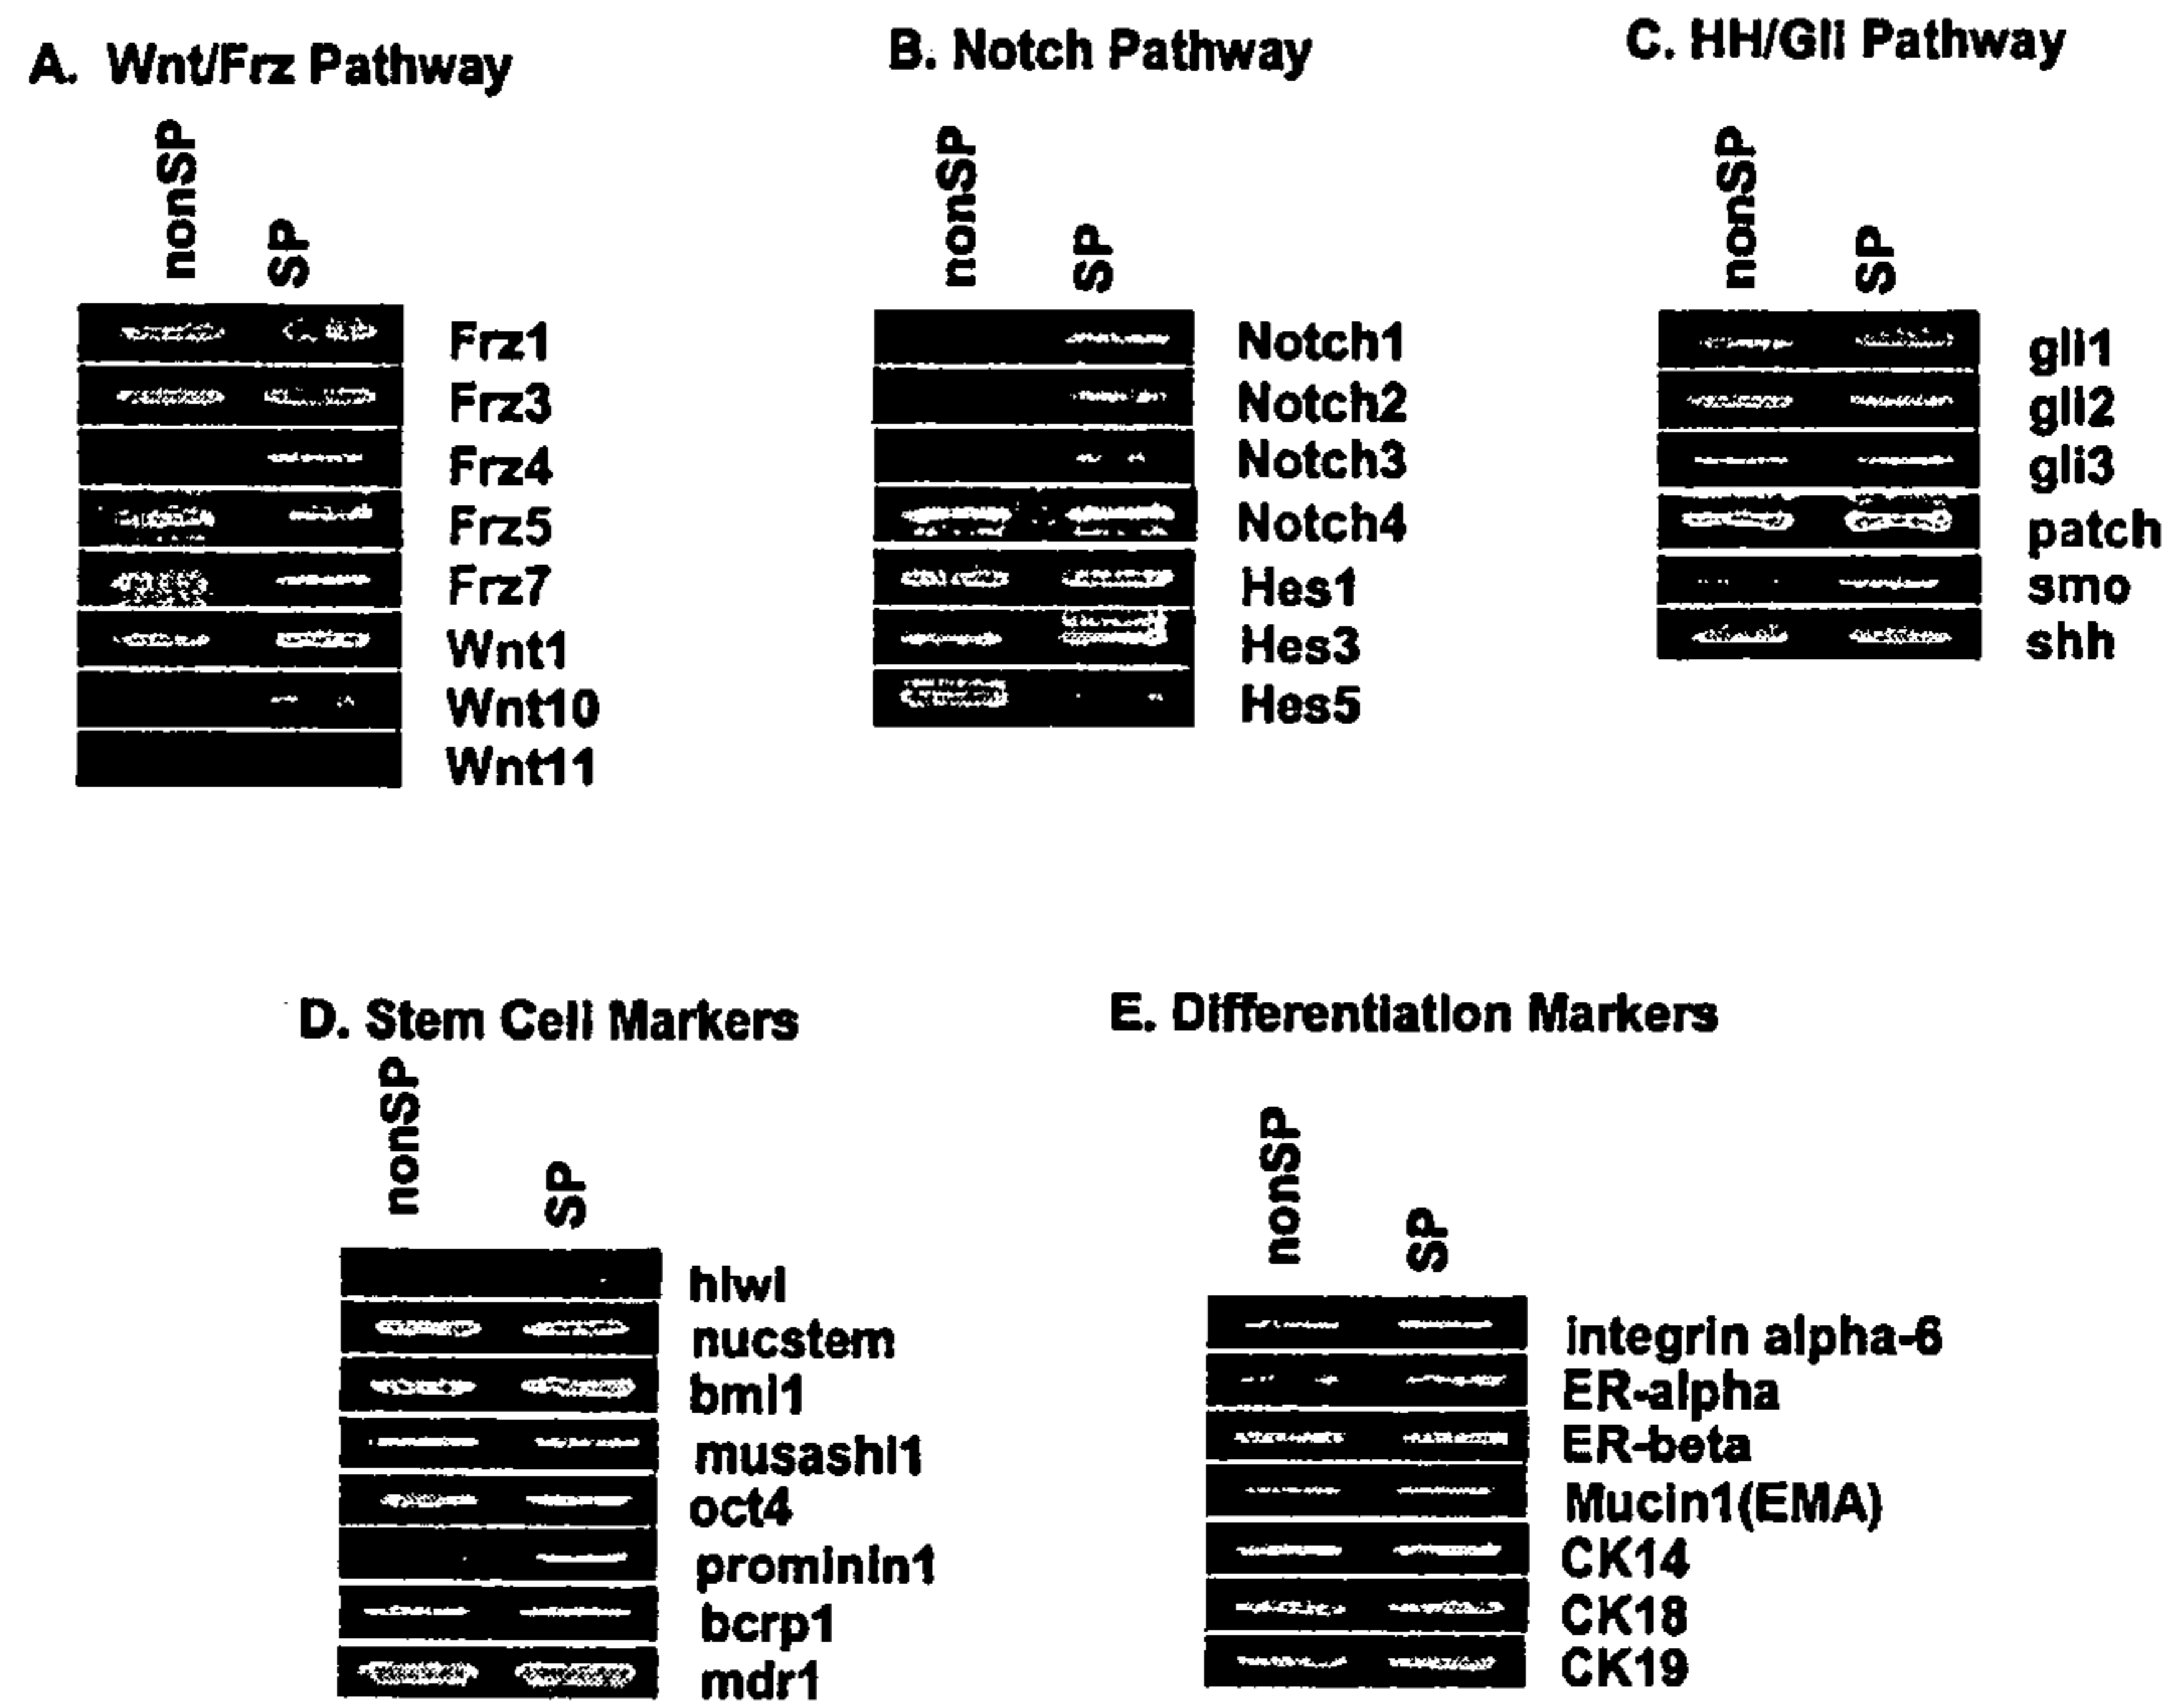 A. Wnt/Frz Pathway
nonSP
SP
Frz1
Frz3
Frz4
Frz5
Frz7
Wnt1
Wnt10
Wnt11
B. Notch Pathway
nonSP
SP
Notch1
Notch2
Notch3
Notch4
Hes1
Hes3
Hes5
C. HH/Gli Pathway
nonSP
SP
gli1
gli2
gli3
patch
smo
shh
D. Stem Cell Markers
nonSP
SP
hiwi
nucstem
bmi1
musashi1
oct4
prominin1
bcrp1
mdr1
E. Differentiation Markers
nonSP
SP
integrin alpha-6
ER-alpha
ER-beta
Mucin1(EMA)
CK14
CK18
CK19